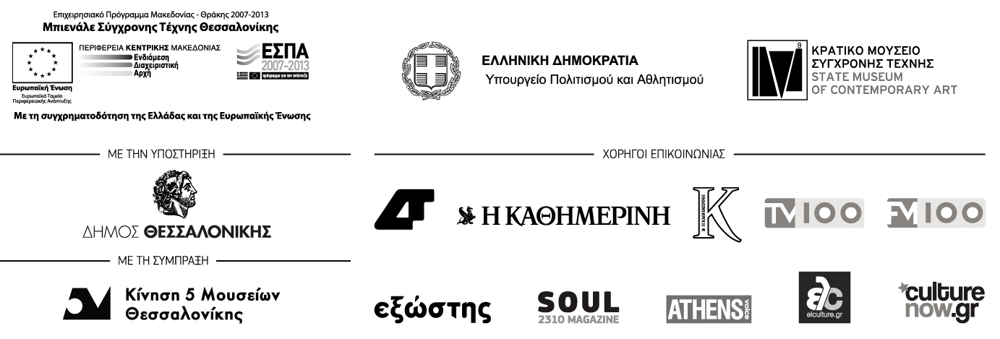 Επιχειρησιακό Πρόγραμμα Μακεδονίας - Θράκης 2007-2013
Μπιενάλε Σύγχρονης Τέχνης Θεσσαλονίκης
ΠΕΡΙΦΕΡΕΙΑ ΚΕΝΤΡΙΚΗΣ ΜΑΚΕΔΟΝΙΑΣ
Ενδιάμεση
Διαχειριστική
Αρχή
ΕΣΠΑ
2007-2013
πρόγραμμα για την ανάπτυξη
Ευρωπαϊκή Ένωση
Ευρωπαϊκό Ταμείο
Περιφερειακής Ανάπτυξης
Με τη συγχρηματοδότηση της Ελλάδας και της Ευρωπαϊκής Ένωσης
ΕΛΛΗΝΙΚΗ ΔΗΜΟΚΡΑΤΙΑ
Υπουργείο Πολιτισμού και Αθλητισμού
θ
ΚΡΑΤΙΚΟ ΜΟΥΣΕΙΟ
ΣΥΓΧΡΟΝΗΣ ΤΕΧΝΗΣ
STATE MUSEUM
OF CONTEMPORARY ART
ΜΕ ΤΗΝ ΥΠΟΣΤΗΡΙΞΗ
ΔΗΜΟΣ ΘΕΣΣΑΛΟΝΙΚΗΣ
ΜΕ ΤΗ ΣΥΜΠΡΑΞΗ
Κίνηση 5 Μουσείων
Θεσσαλονίκης
ΧΟΡΗΓΟΙ ΕΠΙΚΟΙΝΩΝΙΑΣ
Η ΚΑΘΗΜΕΡΙΝΗ
Κ
Η ΚΑΘΗΜΕΡΙΝΗ
TV100
FM100
εξώστης
SOUL
2310 MAGAZINE
ATHENS voice
ελc
elculture.gr
culture
now.gr